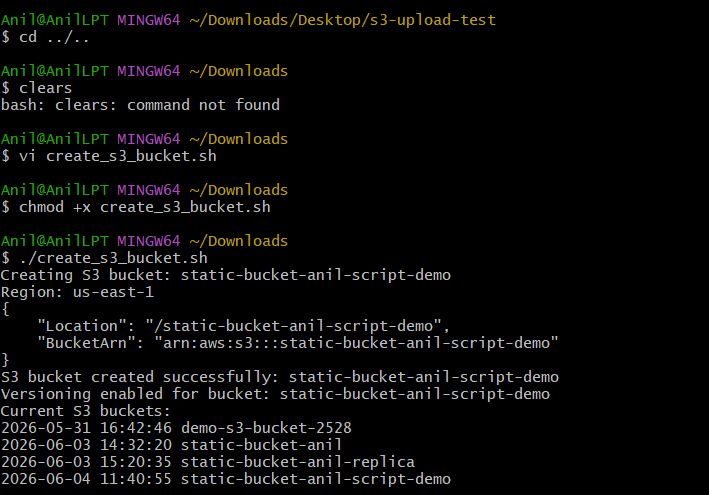 Anil@AnilLPT MINGW64 ~/Downloads/Desktop/s3-upload-test
$ cd ../..
Anil@AnilLPT MINGW64 ~/Downloads
$ clears
bash: clears: command not found
Anil@AnilLPT MINGW64 ~/Downloads
$ vi create_s3_bucket.sh
Anil@AnilLPT MINGW64 ~/Downloads
$ chmod +x create_s3_bucket.sh
Anil@AnilLPT MINGW64 ~/Downloads
$ ./create_s3_bucket.sh
Creating S3 bucket: static-bucket-anil-script-demo
Region: us-east-1
{
    "Location": "/static-bucket-anil-script-demo",
    "BucketArn": "arn:aws:s3:::static-bucket-anil-script-demo"
}
S3 bucket created successfully: static-bucket-anil-script-demo
Versioning enabled for bucket: static-bucket-anil-script-demo
Current S3 buckets:
2026-05-31 16:42:46 demo-s3-bucket-2528
2026-06-03 14:32:20 static-bucket-anil
2026-06-03 15:20:35 static-bucket-anil-replica
2026-06-04 11:40:55 static-bucket-anil-script-demo